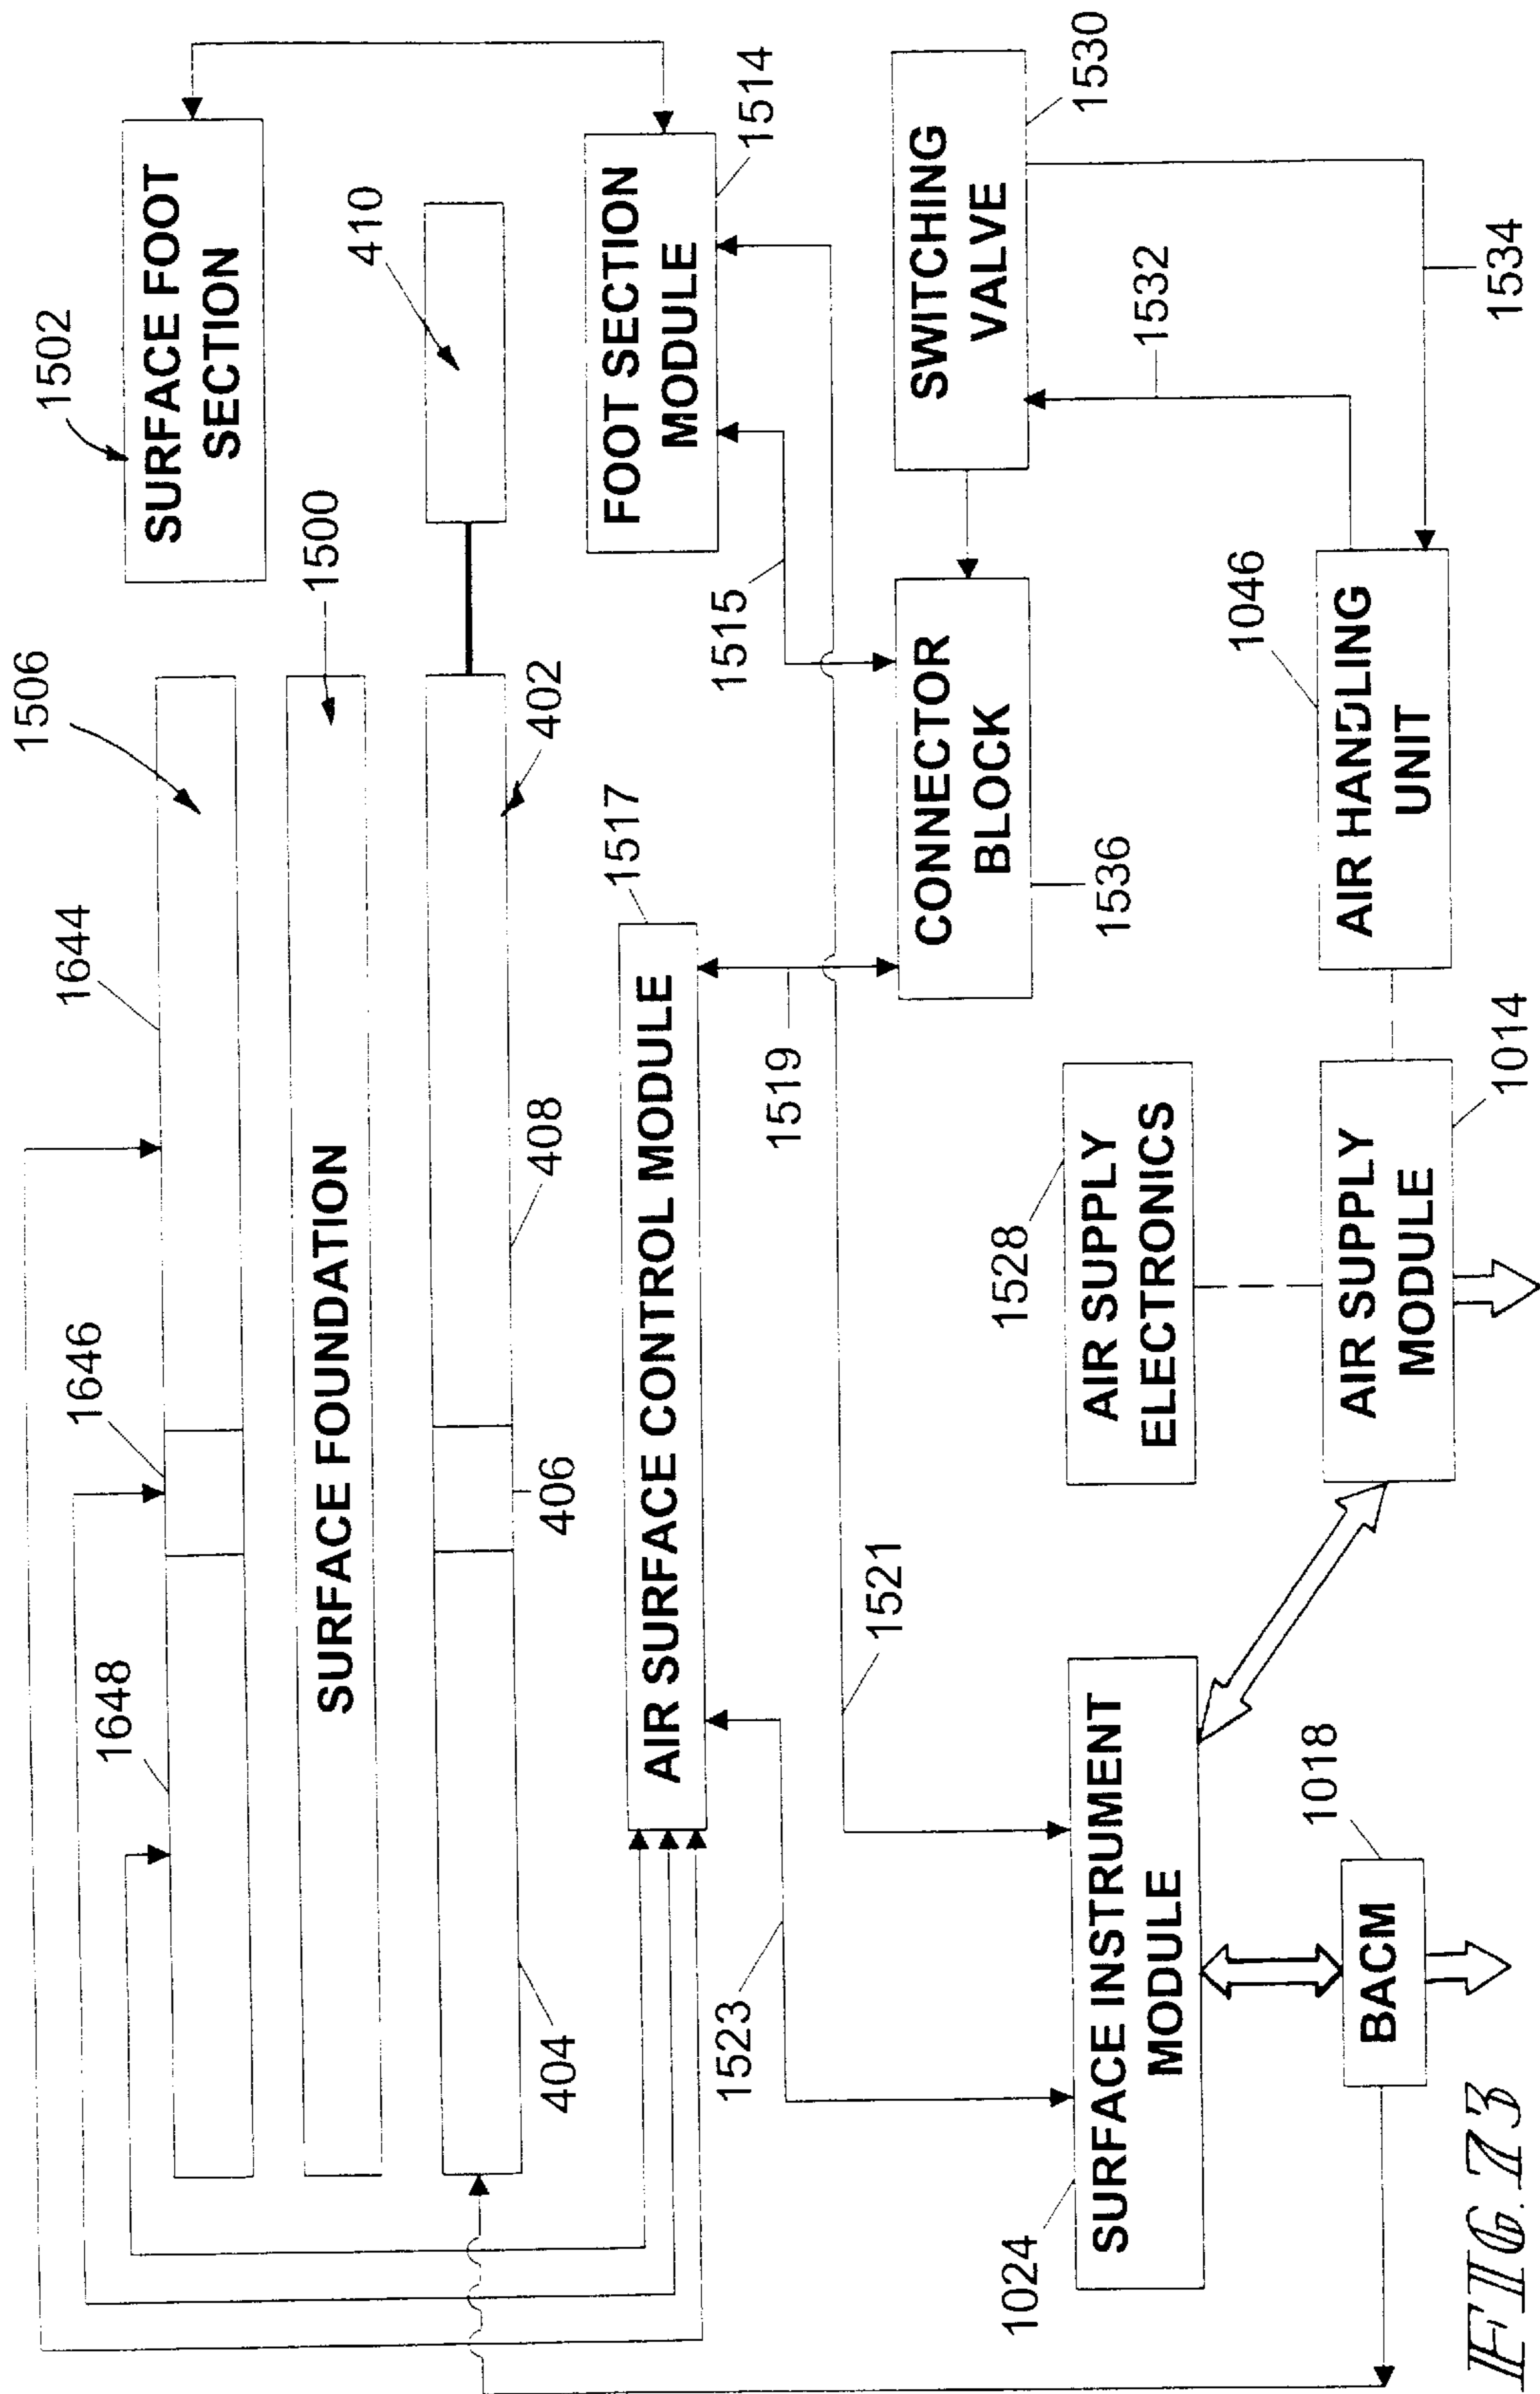 1502
SURFACE FOOT
SECTION
1506
1644
1646
1648
1500
SURFACE FOUNDATION
410
402
408
406
404
1514
FOOT SECTION
MODULE
1517
AIR SURFACE CONTROL MODULE
1515
1519
1521
1523
1530
SWITCHING
VALVE
1532
1534
CONNECTOR
BLOCK
1536
1046
AIR HANDLING
UNIT
1528
AIR SUPPLY
ELECTRONICS
AIR SUPPLY
MODULE
1014
1024
SURFACE INSTRUMENT
MODULE
1018
BACM
FIG. 73